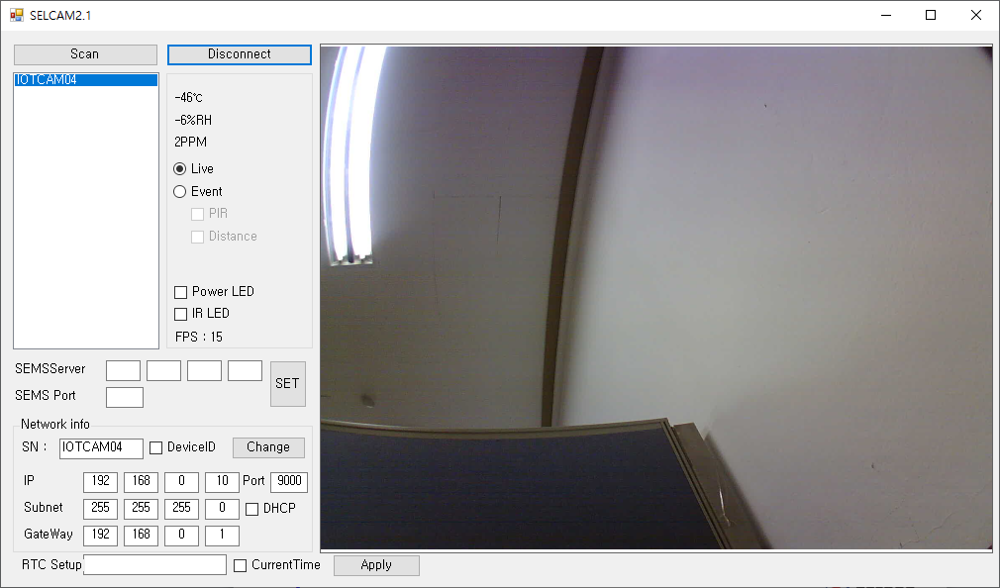 SELCAM2.1
Scan
Disconnect
IOTCAM04
-46℃
-6%RH
2PPM
Live
Event
PIR
Distance
Power LED
IR LED
FPS : 15
SEMSServer
SEMS Port
SET
Network info
SN : IOTCAM04 DeviceID Change
IP 192 168 0 10 Port 9000
Subnet 255 255 255 0 DHCP
GateWay 192 168 0 1
RTC Setup CurrentTime Apply